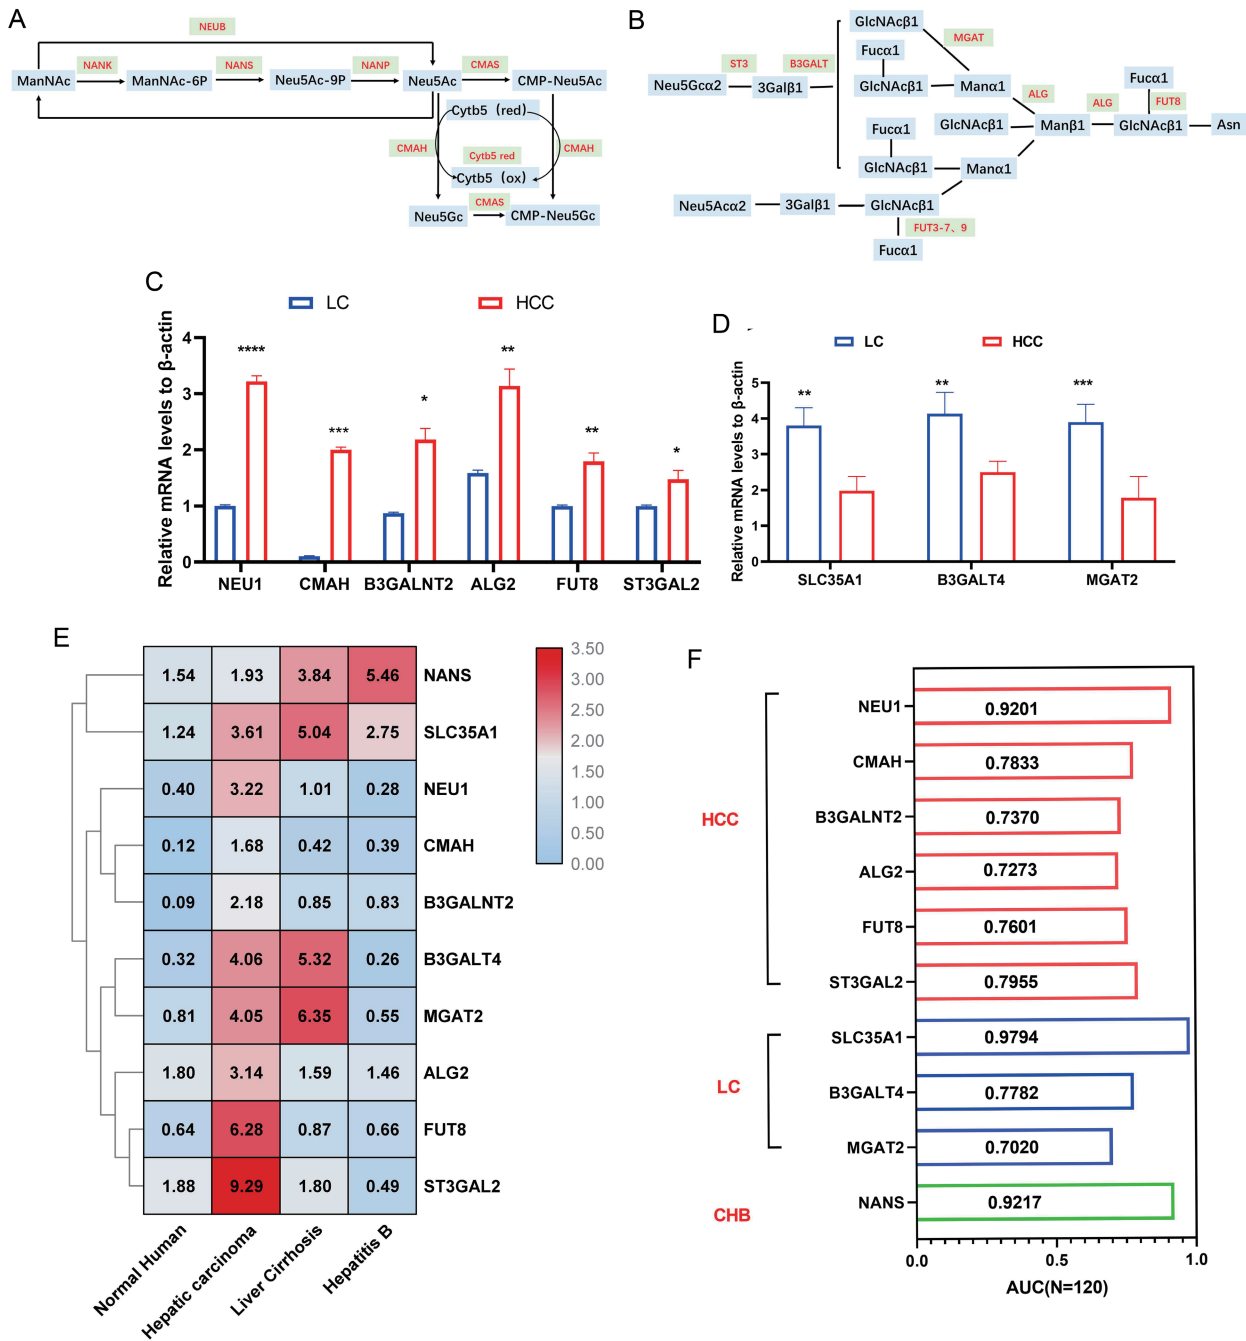 A
NEUB
NANK
NANS
NANP
CMAS
ManNAc
ManNAc-6P
Neu5Ac-9P
Neu5Ac
CMP-Neu5Ac
Cytb5 (red)
CMAH
Cytb5 red
CMAH
Cytb5 (ox)
CMAS
Neu5Gc
CMP-Neu5Gc
B
GlcNAcβ1
MGAT
Fucα1
ST3
B3GALT
Neu5Gcα2
3Galβ1
GlcNAcβ1
Manα1
ALG
ALG
Fucα1
FUT8
Fucα1
GlcNAcβ1
Manβ1
GlcNAcβ1
Asn
GlcNAcβ1
Manα1
Neu5Acα2
3Galβ1
GlcNAcβ1
FUT3-7、9
Fucα1
C
LC
HCC
Relative mRNA levels to β-actin
4
3
2
1
0
****
***
*
**
**
*
NEU1
CMAH
B3GALNT2
ALG2
FUT8
ST3GAL2
D
LC
HCC
Relative mRNA levels to β-actin
5
4
3
2
1
0
**
**
***
SLC35A1
B3GALT4
MGAT2
E
1.54 1.93 3.84 5.46 NANS
1.24 3.61 5.04 2.75 SLC35A1
0.40 3.22 1.01 0.28 NEU1
0.12 1.68 0.42 0.39 CMAH
0.09 2.18 0.85 0.83 B3GALNT2
0.32 4.06 5.32 0.26 B3GALT4
0.81 4.05 6.35 0.55 MGAT2
1.80 3.14 1.59 1.46 ALG2
0.64 6.28 0.87 0.66 FUT8
1.88 9.29 1.80 0.49 ST3GAL2
Normal Human
Hepatic carcinoma
Liver Cirrhosis
Hepatitis B
3.50
3.00
2.50
2.00
1.50
1.00
0.50
0.00
F
HCC
NEU1 0.9201
CMAH 0.7833
B3GALNT2 0.7370
ALG2 0.7273
FUT8 0.7601
ST3GAL2 0.7955
LC
SLC35A1 0.9794
B3GALT4 0.7782
MGAT2 0.7020
CHB
NANS 0.9217
0.0 0.5 1.0
AUC(N=120)